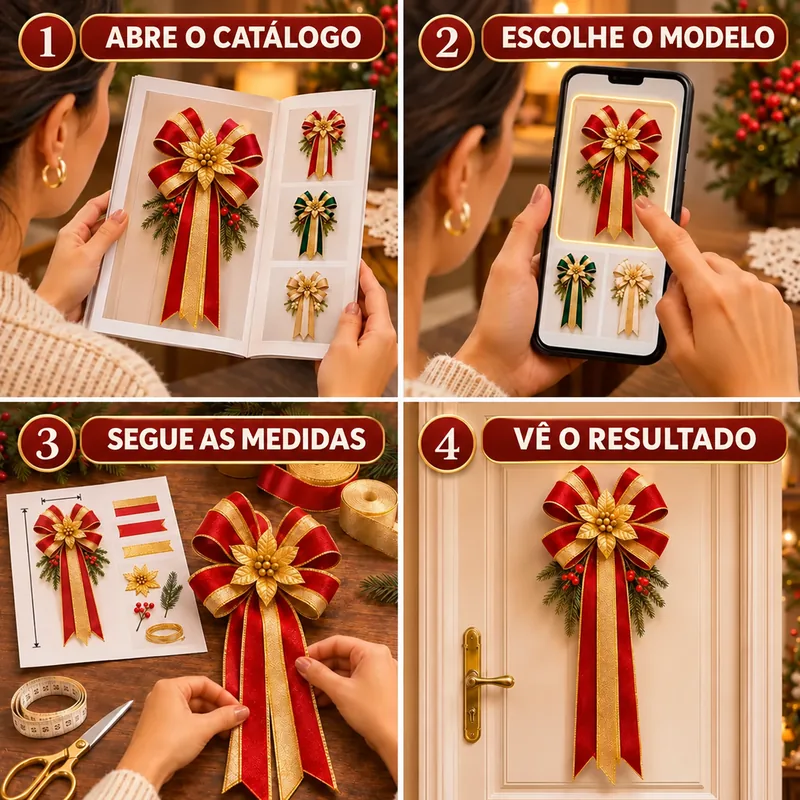 1 ABRE O CATÁLOGO
2 ESCOLHE O MODELO
3 SEGUE AS MEDIDAS
4 VÊ O RESULTADO